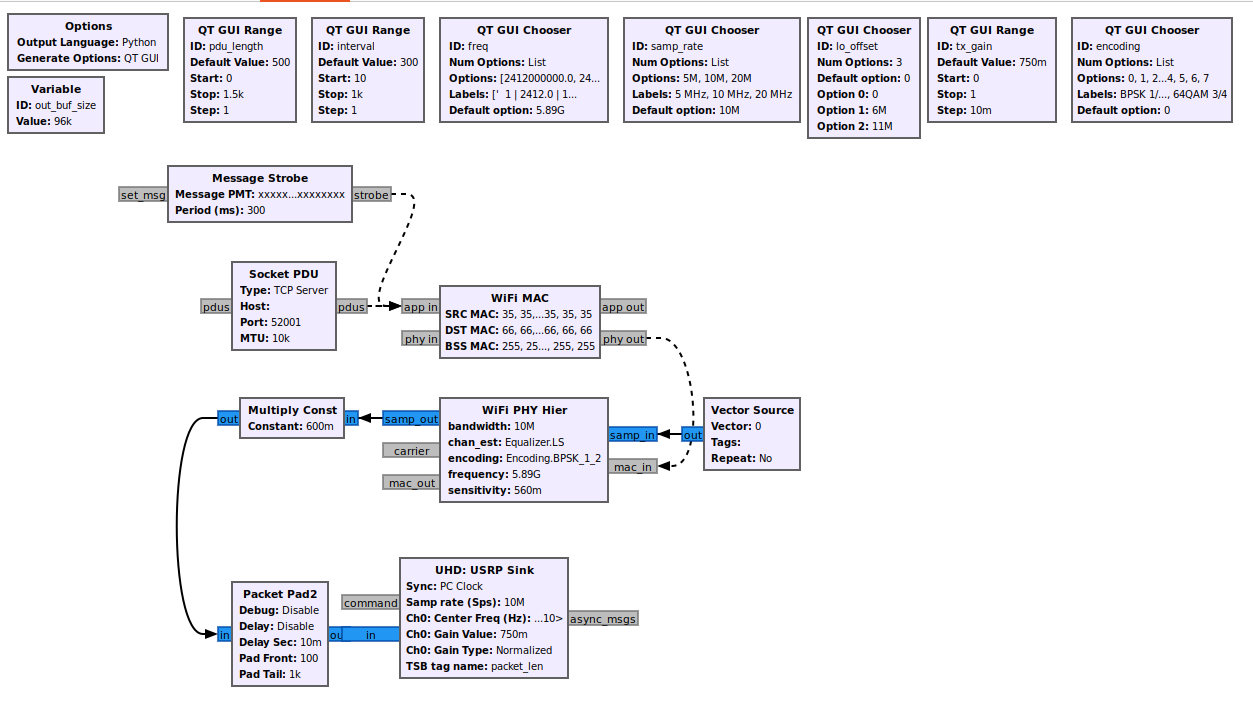 Options
Output Language: Python
Generate Options: QT GUI
Variable
ID: out_buf_size
Value: 96k
QT GUI Range
ID: pdu_length
Default Value: 500
Start: 0
Stop: 1.5k
Step: 1
QT GUI Range
ID: interval
Default Value: 300
Start: 10
Stop: 1k
Step: 1
QT GUI Chooser
ID: freq
Num Options: List
Options: [2412000000.0, 24...
Labels: ['  1 | 2412.0 | 1...
Default option: 5.89G
QT GUI Chooser
ID: samp_rate
Num Options: List
Options: 5M, 10M, 20M
Labels: 5 MHz, 10 MHz, 20 MHz
Default option: 10M
QT GUI Chooser
ID: lo_offset
Num Options: 3
Default option: 0
Option 0: 0
Option 1: 6M
Option 2: 11M
QT GUI Range
ID: tx_gain
Default Value: 750m
Start: 0
Stop: 1
Step: 10m
QT GUI Chooser
ID: encoding
Num Options: List
Options: 0, 1, 2...4, 5, 6, 7
Labels: BPSK 1/..., 64QAM 3/4
Default option: 0
Message Strobe
set_msg
Message PMT: xxxxx...xxxxxxxx
strobe
Period (ms): 300
Socket PDU
Type: TCP Server
pdus
Host:
pdus
Port: 52001
MTU: 10k
WiFi MAC
app in
SRC MAC: 35, 35,...35, 35, 35
app out
DST MAC: 66, 66,...66, 66, 66
phy in
BSS MAC: 255, 25..., 255, 255
phy out
out
Multiply Const
in
Constant: 600m
WiFi PHY Hier
samp_out
bandwidth: 10M
chan_est: Equalizer.LS
samp_in
carrier
encoding: Encoding.BPSK_1_2
frequency: 5.89G
mac_in
mac_out
sensitivity: 560m
Vector Source
Vector: 0
out
Tags:
Repeat: No
Packet Pad2
Debug: Disable
Delay: Disable
in
Delay Sec: 10m
ou
Pad Front: 100
Pad Tail: 1k
UHD: USRP Sink
Sync: PC Clock
command
Samp rate (Sps): 10M
Ch0: Center Freq (Hz): ...10>
async_msgs
in
Ch0: Gain Value: 750m
Ch0: Gain Type: Normalized
TSB tag name: packet_len